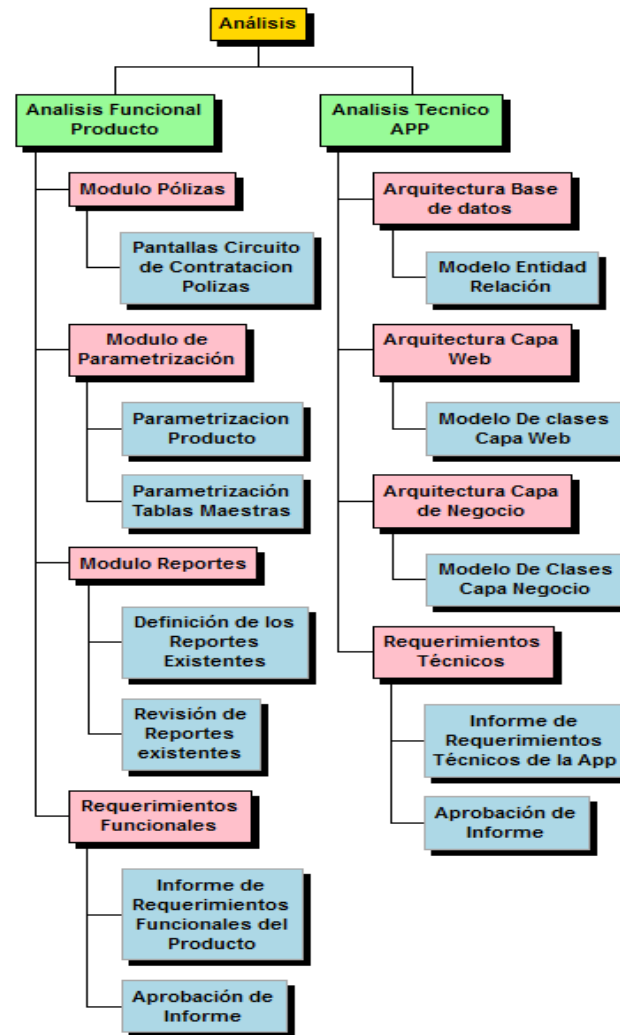 Análisis
Analisis Funcional
Producto
Modulo Pólizas
Pantallas Circuito
de Contratacion
Polizas
Modulo de
Parametrización
Parametrizacion
Producto
Parametrización
Tablas Maestras
Modulo Reportes
Definición de los
Reportes
Existentes
Revisión de
Reportes
existentes
Requerimientos
Funcionales
Informe de
Requerimientos
Funcionales del
Producto
Aprobación de
Informe
Analisis Tecnico
APP
Arquitectura Base
de datos
Modelo Entidad
Relación
Arquitectura Capa
Web
Modelo De clases
Capa Web
Arquitectura Capa
de Negocio
Modelo De Clases
Capa Negocio
Requerimientos
Técnicos
Informe de
Requerimientos
Técnicos de la App
Aprobación de
Informe